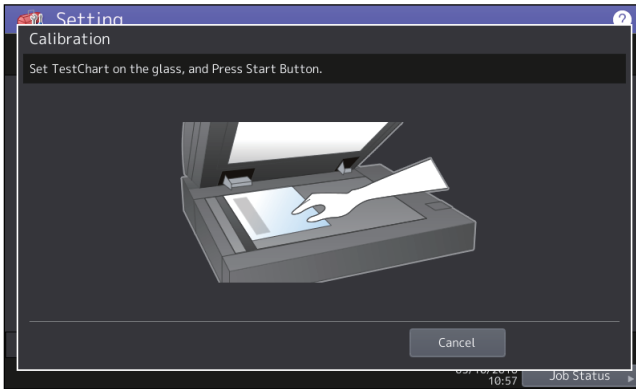 Setting
?
Calibration
Set TestChart on the glass, and Press Start Button.
Cancel
10:57
Job Status